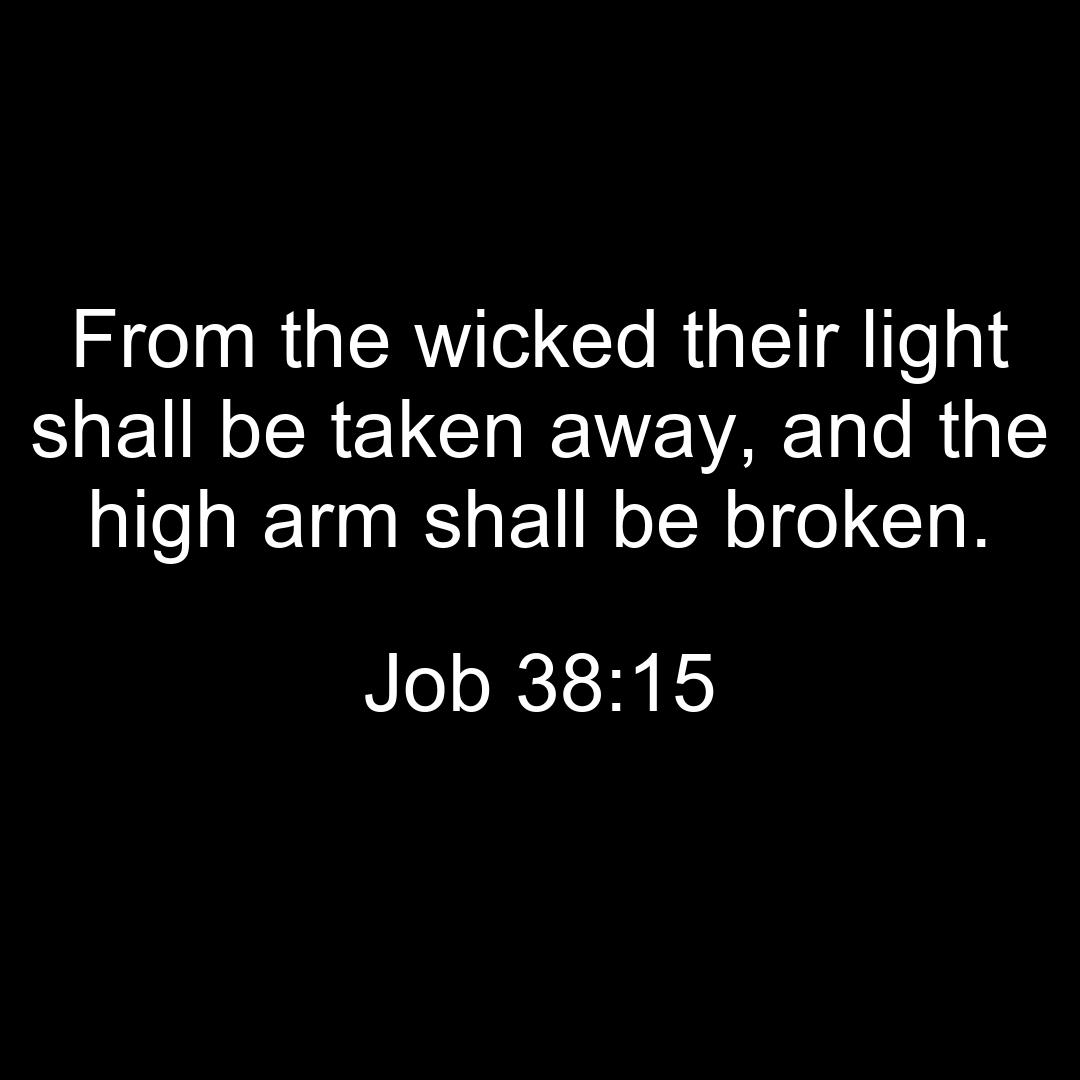 From the wicked their light
shall be taken away, and the
high arm shall be broken.
Job 38:15